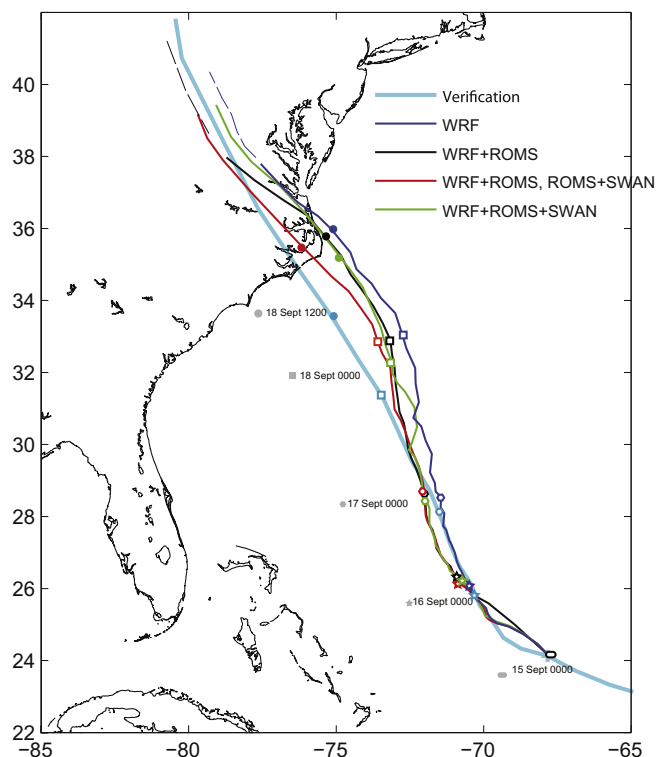 40
38
36
34
32
30
28
26
24
22
Verification
WRF
WRF+ROMS
WRF+ROMS, ROMS+SWAN
WRF+ROMS+SWAN
18 Sept 1200
18 Sept 0000
17 Sept 0000
16 Sept 0000
15 Sept 0000
−85 −80 −75 −70 −65